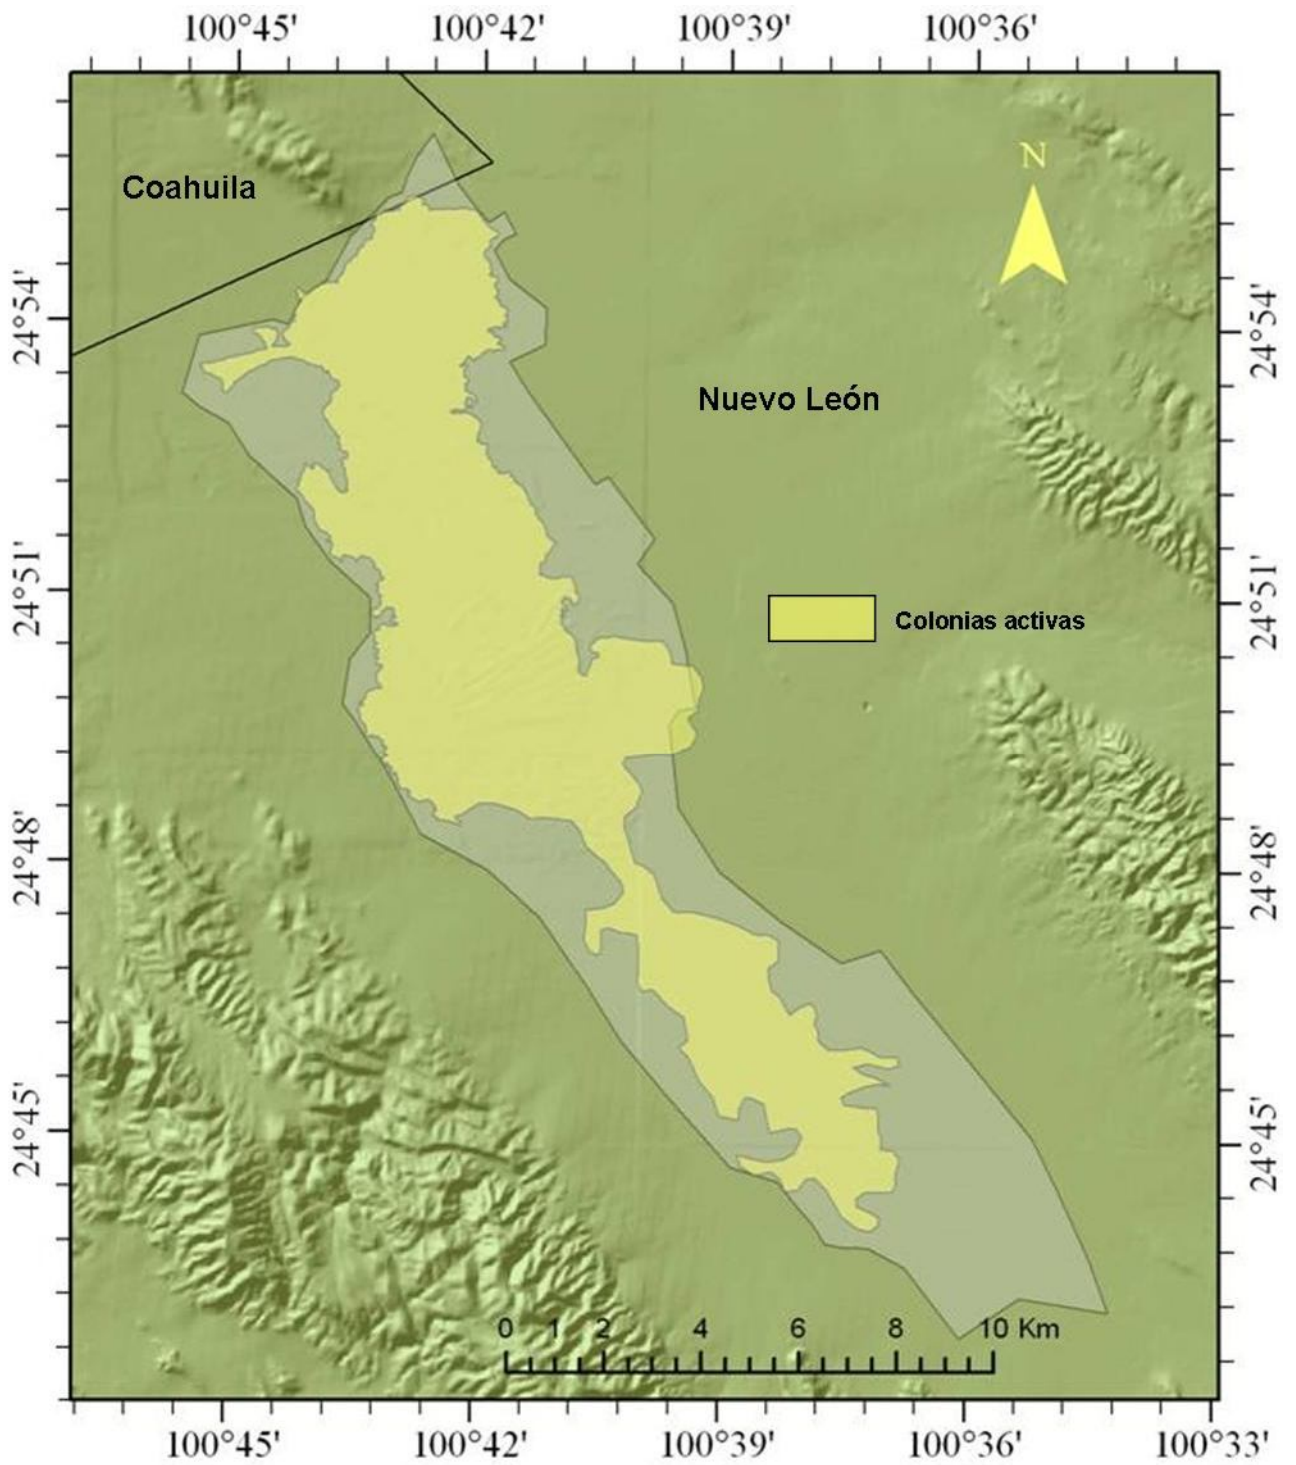 100°45' 100°42' 100°39' 100°36'
N
Coahuila
24°54' 24°54'
Nuevo León
24°51' 24°51'
Colonias activas
24°48' 24°48'
24°45' 24°45'
0 1 2 4 6 8 10 Km
100°45' 100°42' 100°39' 100°36' 100°33'